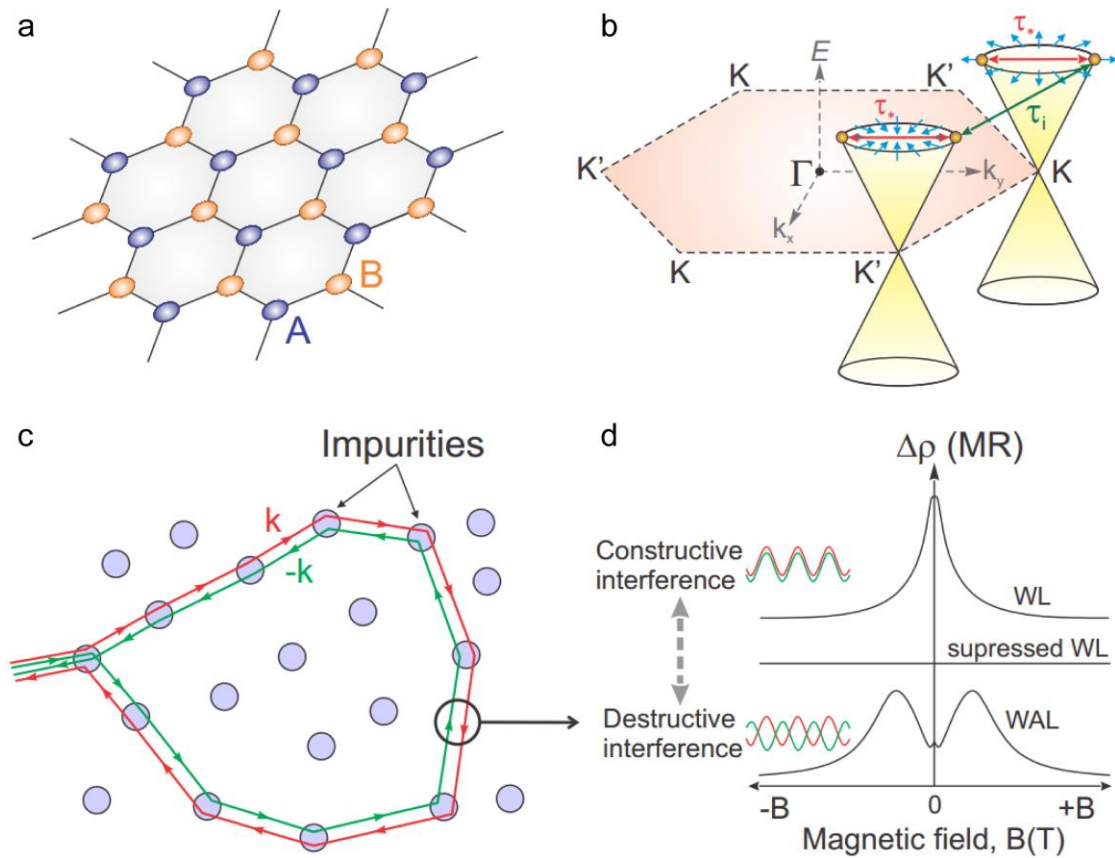 a
B
A
b
E
τ*
τ*
τi
K
K'
K'
Γ
ky
K
kx
K
K'
c
Impurities
k
-k
d
Δρ (MR)
Constructive
interference
WL
supressed WL
Destructive
interference
WAL
-B
0
+B
Magnetic field, B(T)